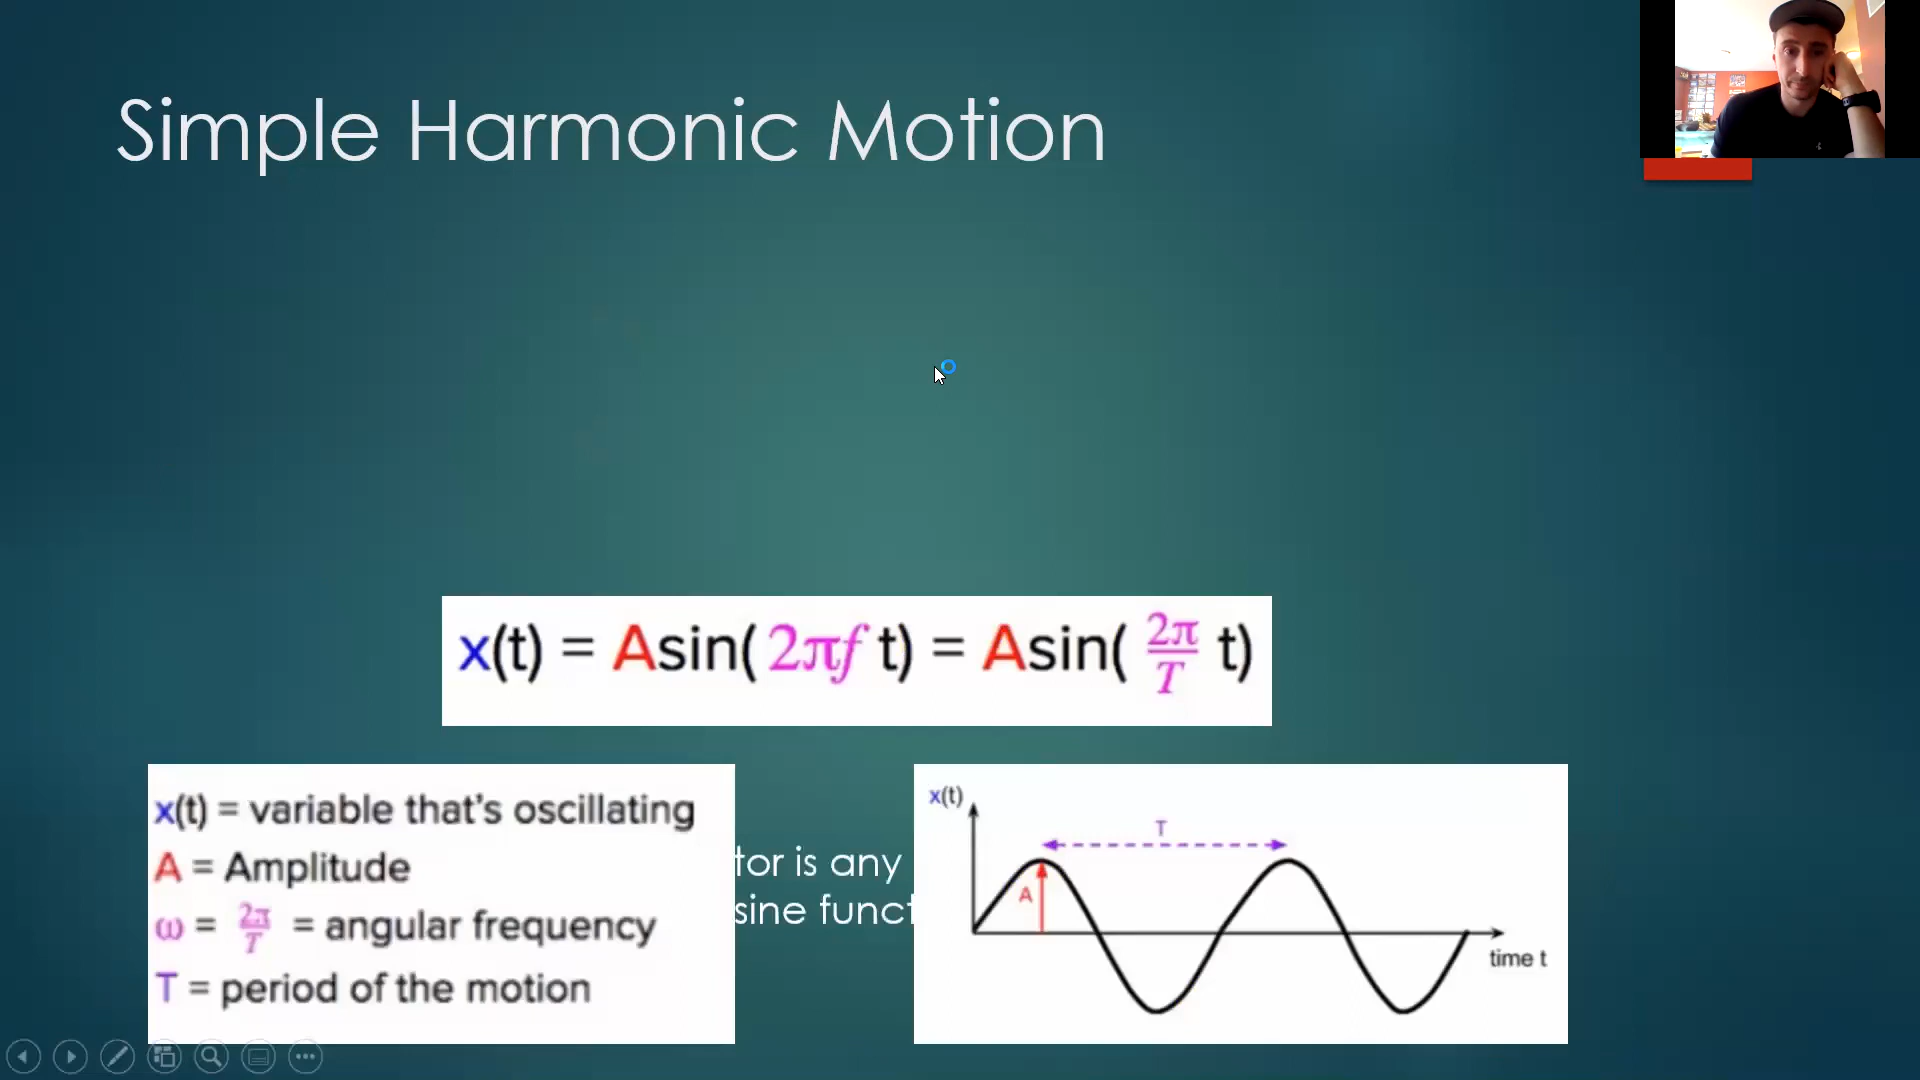 Simple Harmonic Motion
x(t) = Asin(2πf t) = Asin(2π/T t)
x(t) = variable that's oscillating
A = Amplitude
ω = 2π/T = angular frequency
T = period of the motion
tor is any
sine funct
x(t)
T
A
time t